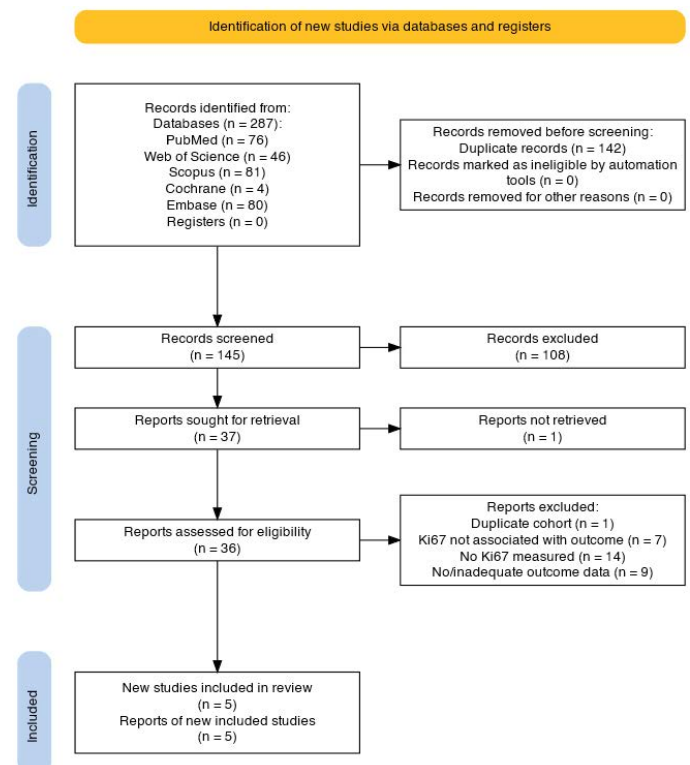 Identification of new studies via databases and registers
Identification
Records identified from:
Databases (n = 287):
PubMed (n = 76)
Web of Science (n = 46)
Scopus (n = 81)
Cochrane (n = 4)
Embase (n = 80)
Registers (n = 0)
Records removed before screening:
Duplicate records (n = 142)
Records marked as ineligible by automation
tools (n = 0)
Records removed for other reasons (n = 0)
Screening
Records screened
(n = 145)
Records excluded
(n = 108)
Reports sought for retrieval
(n = 37)
Reports not retrieved
(n = 1)
Reports assessed for eligibility
(n = 36)
Reports excluded:
Duplicate cohort (n = 1)
Ki67 not associated with outcome (n = 7)
No Ki67 measured (n = 14)
No/inadequate outcome data (n = 9)
Included
New studies included in review
(n = 5)
Reports of new included studies
(n = 5)